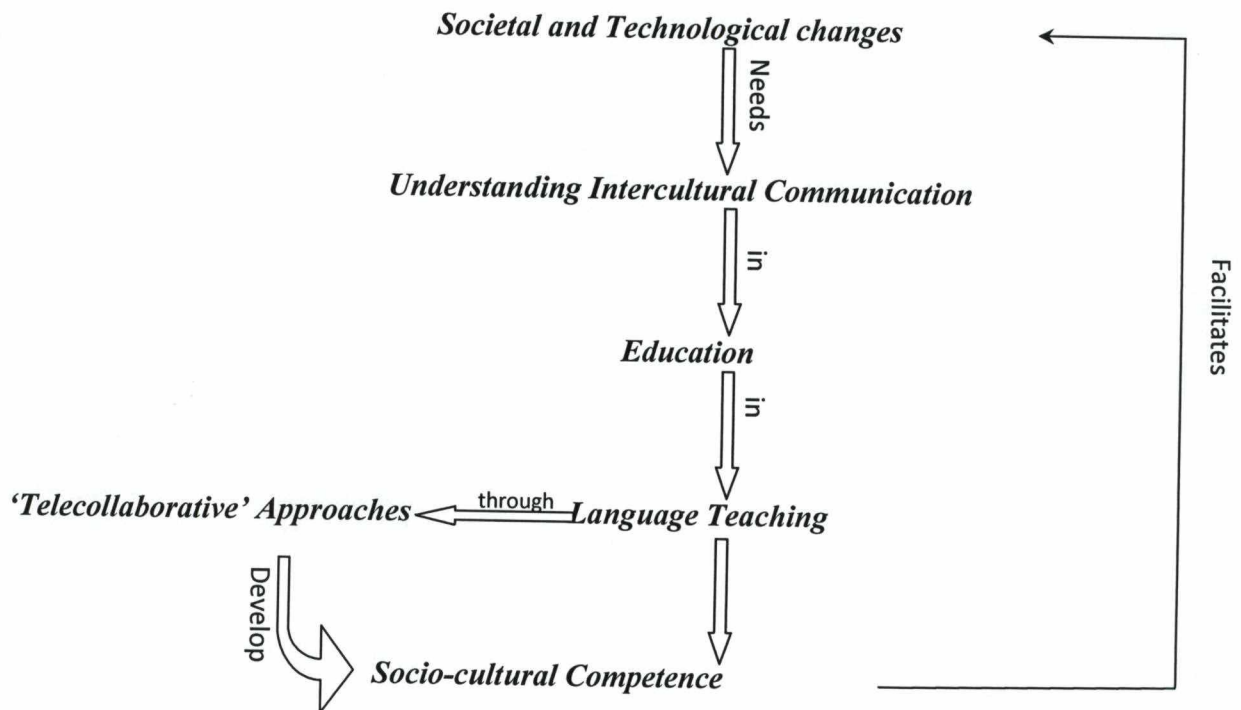 Societal and Technological changes
Needs
Understanding Intercultural Communication
in
Facilitates
Education
in
‘Telecollaborative’ Approaches
through
Language Teaching
Develop
Socio-cultural Competence